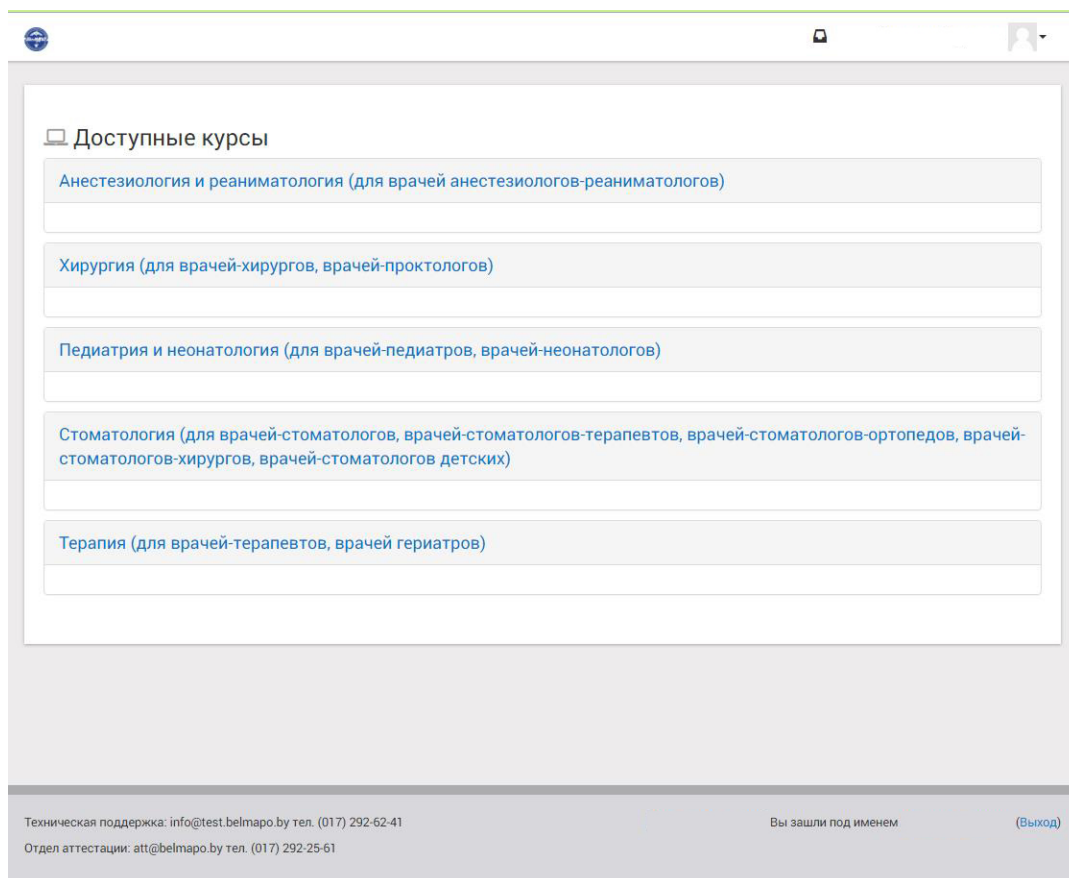 Доступные курсы
Анестезиология и реаниматология (для врачей анестезиологов-реаниматологов)
Хирургия (для врачей-хирургов, врачей-проктологов)
Педиатрия и неонатология (для врачей-педиатров, врачей-неонатологов)
Стоматология (для врачей-стоматологов, врачей-стоматологов-терапевтов, врачей-стоматологов-ортопедов, врачей-
стоматологов-хирургов, врачей-стоматологов детских)
Терапия (для врачей-терапевтов, врачей гериатров)
Техническая поддержка: info@test.belmapo.by тел. (017) 292-62-41
Вы зашли под именем (Выход)
Отдел аттестации: att@belmapo.by тел. (017) 292-25-61